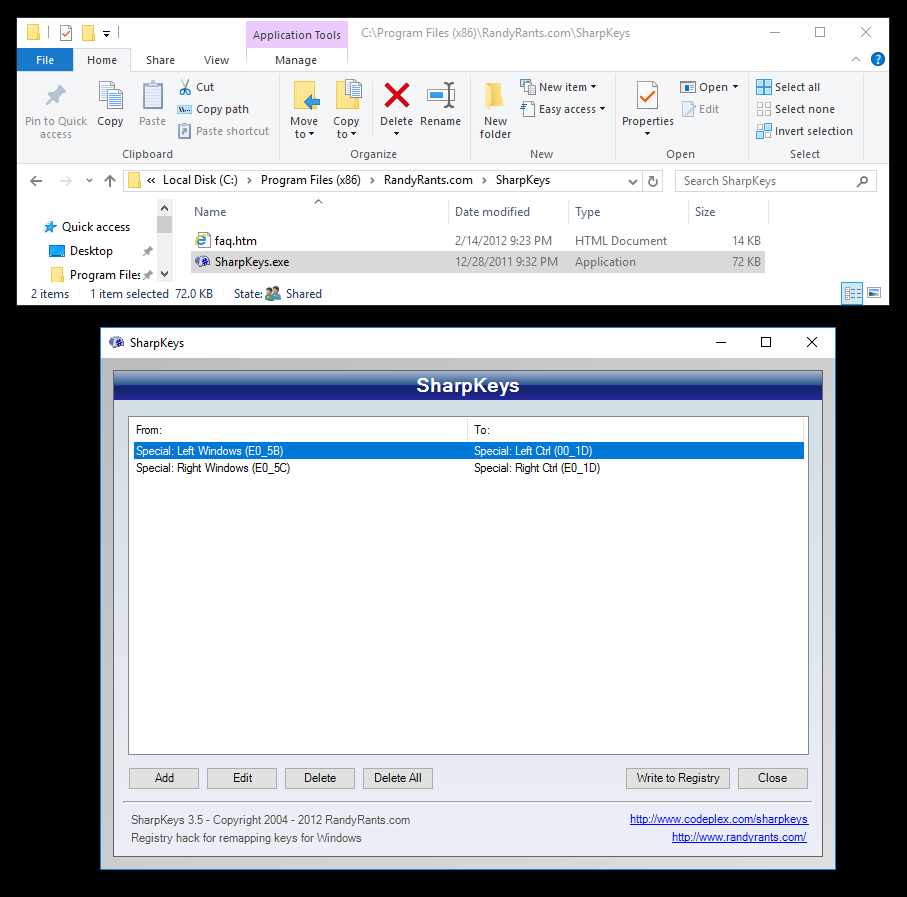 Application Tools C:\Program Files (x86)\RandyRants.com\SharpKeys
File Home Share View Manage
Pin to Quick access
Copy
Paste
Cut
Copy path
Paste shortcut
Clipboard
Move to
Copy to
Delete
Rename
Organize
New folder
New item
Easy access
New
Properties
Open
Edit
Open
Select all
Select none
Invert selection
Select
« Local Disk (C:) > Program Files (x86) > RandyRants.com > SharpKeys
Search SharpKeys
Quick access
Desktop
Program Files
Name Date modified Type Size
faq.htm 2/14/2012 9:23 PM HTML Document 14 KB
SharpKeys.exe 12/28/2011 9:32 PM Application 72 KB
2 items 1 item selected 72.0 KB State: Shared
SharpKeys
SharpKeys
From: To:
Special: Left Windows (E0_5B) Special: Left Ctrl (00_1D)
Special: Right Windows (E0_5C) Special: Right Ctrl (E0_1D)
Add Edit Delete Delete All Write to Registry Close
SharpKeys 3.5 - Copyright 2004 - 2012 RandyRants.com http://www.codeplex.com/sharpkeys
Registry hack for remapping keys for Windows http://www.randyrants.com/